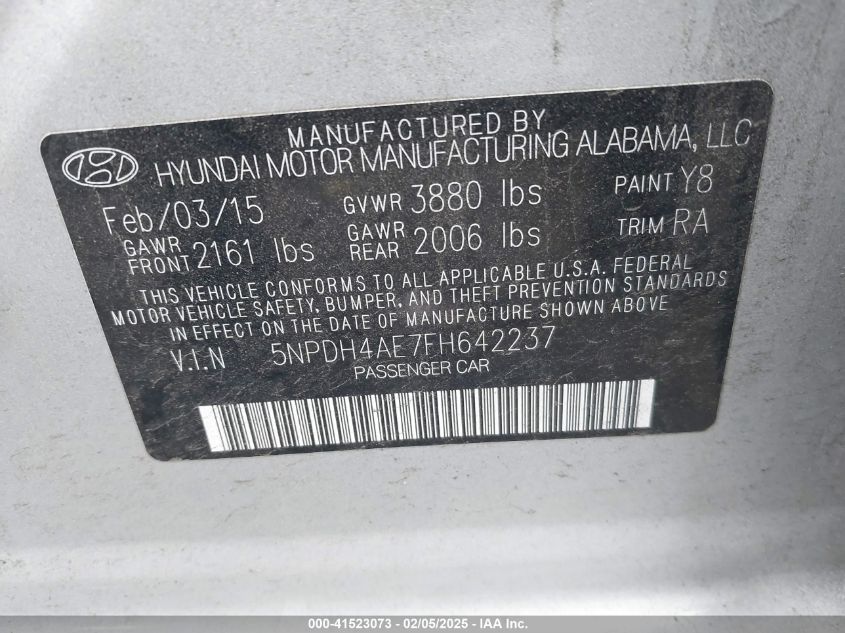 MANUFACTURED BY
HYUNDAI MOTOR MANUFACTURING ALABAMA, LLC
Feb/03/15 GVWR 3880 lbs PAINT Y8
GAWR FRONT 2161 lbs GAWR REAR 2006 lbs TRIM RA
THIS VEHICLE CONFORMS TO ALL APPLICABLE U.S.A. FEDERAL
MOTOR VEHICLE SAFETY, BUMPER, AND THEFT PREVENTION STANDARDS
IN EFFECT ON THE DATE OF MANUFACTURE SHOWN ABOVE
V.I.N 5NPDH4AE7FH642237
PASSENGER CAR
000-41523073 - 02/05/2025 - IAA Inc.